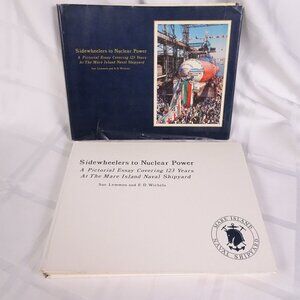 Sidewheelers to Nuclear Power
A Pictorial Essay Covering 123 Years
At The Mare Island Naval Shipyard
Sue Lemmon and E.D. Wichels
Sidewheelers to Nuclear Power
A Pictorial Essay Covering 123 Years
At The Mare Island Naval Shipyard
Sue Lemmon and E. D. Wichels
MARE ISLAND
NAVAL SHIPYARD